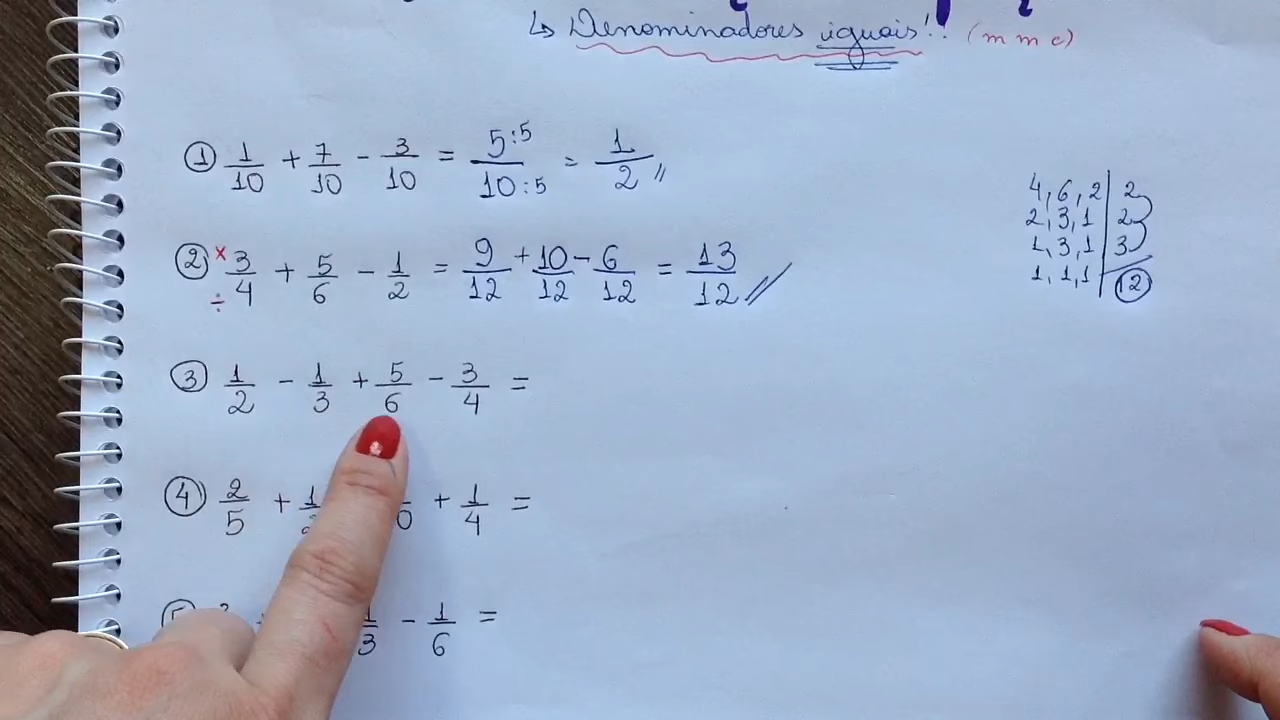 ↳ Denominadores iguais!! (m m c)
① 1/10 + 7/10 - 3/10 = 5:5/10:5 = 1/2 //
② × 3/4 ÷ + 5/6 - 1/2 = 9/12 + 10/12 - 6/12 = 13/12 //
4, 6, 2 | 2
2, 3, 1 | 2
1, 3, 1 | 3
1, 1, 1 | 12
③ 1/2 - 1/3 + 5/6 - 3/4 =
④ 2/5 + 1/ + 1/4 =
1/3 - 1/6 =